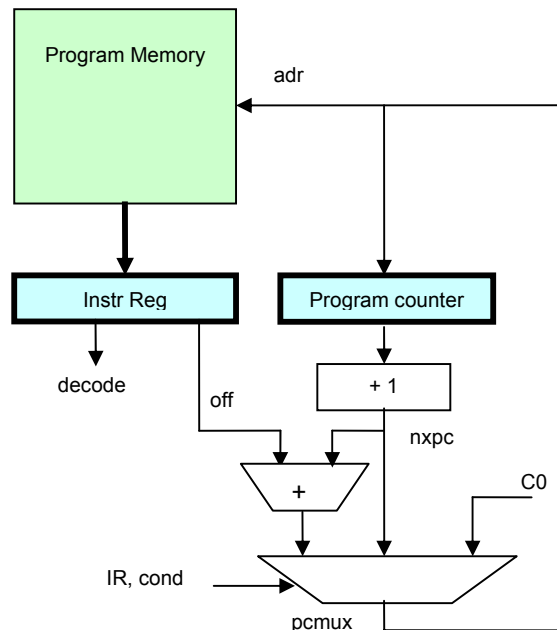 Program Memory
adr
Instr Reg
Program counter
decode
off
+ 1
nxpc
+
C0
IR, cond
pcmux